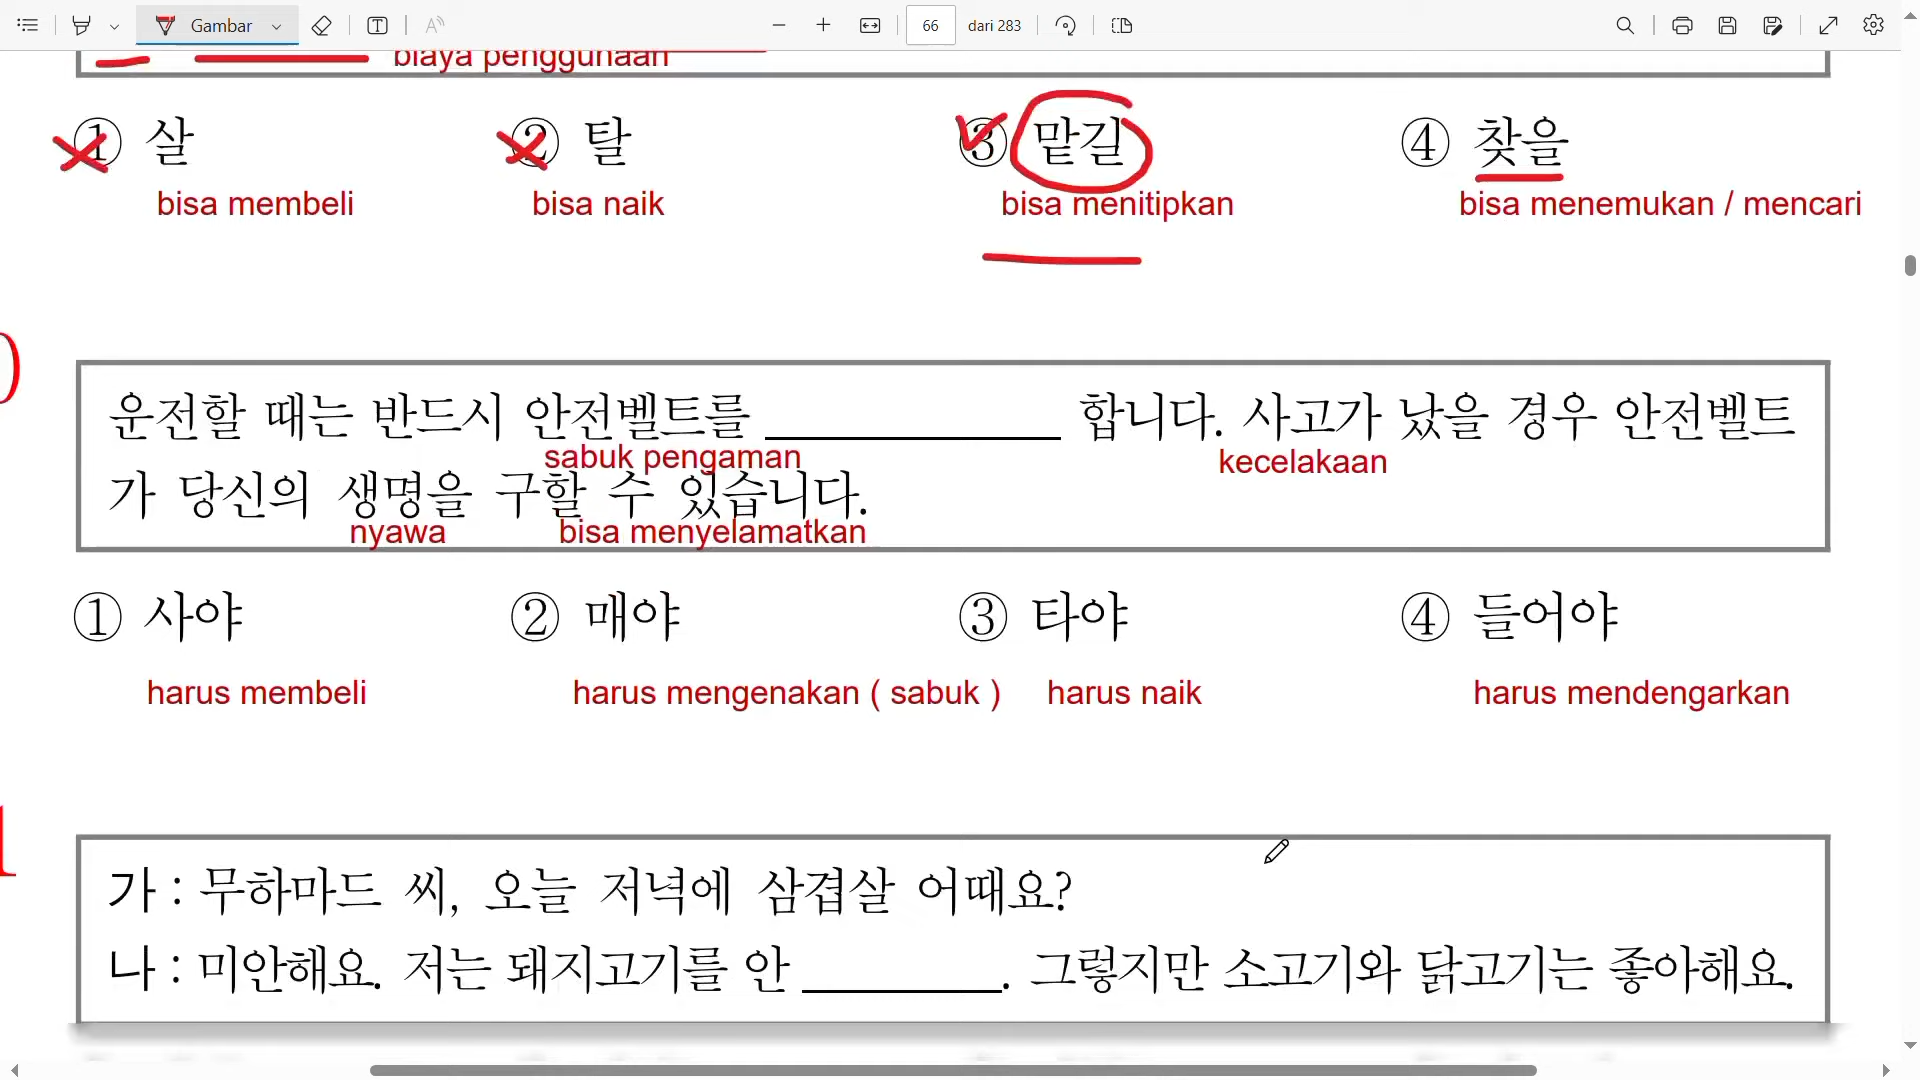 Gambar
66 dari 283
biaya penggunaan
① 살 ② 탈 ③ 맡길 ④ 찾을
bisa membeli bisa naik bisa menitipkan bisa menemukan / mencari
운전할 때는 반드시 안전벨트를 ____________ 합니다. 사고가 났을 경우 안전벨트
sabuk pengaman kecelakaan
가 당신의 생명을 구할 수 있습니다.
nyawa bisa menyelamatkan
① 사야 ② 매야 ③ 타야 ④ 들어야
harus membeli harus mengenakan ( sabuk ) harus naik harus mendengarkan
가 : 무하마드 씨, 오늘 저녁에 삼겹살 어때요?
나 : 미안해요. 저는 돼지고기를 안 ________. 그렇지만 소고기와 닭고기는 좋아해요.